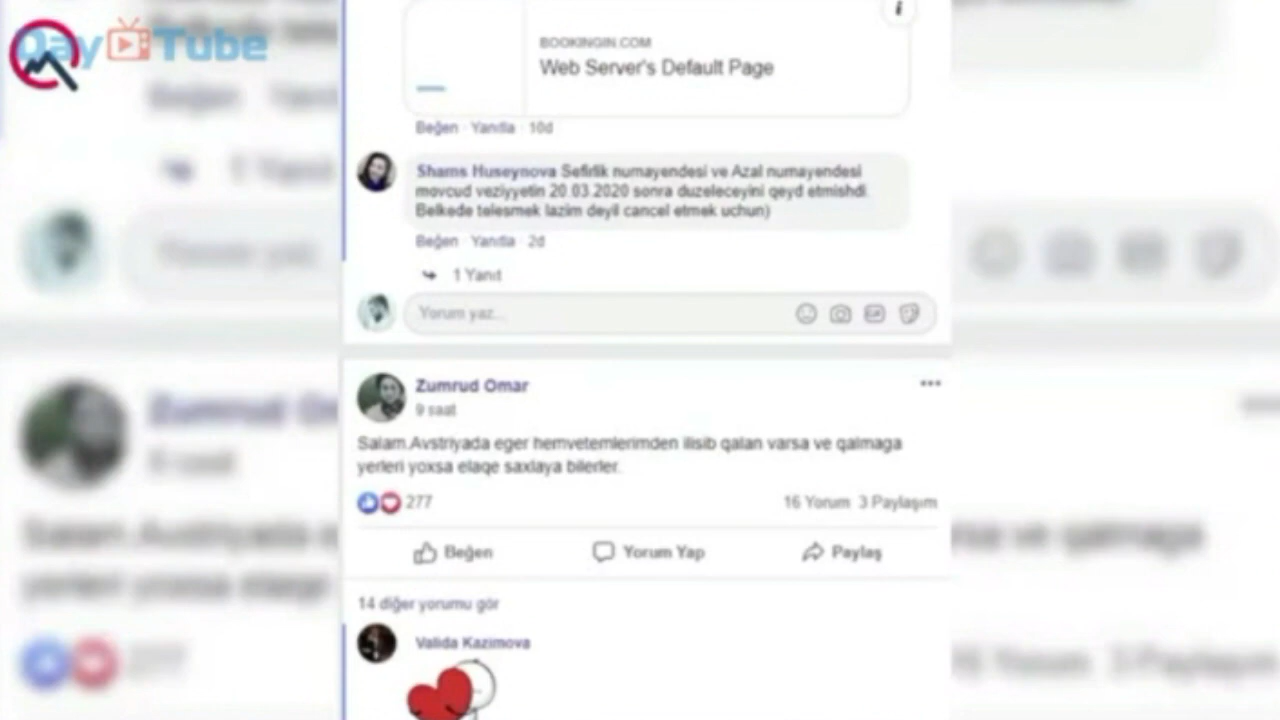 Day Tube
BOOKINGIN.COM
Web Server's Default Page
Beğen · Yanıtla · 10d
Shams Huseynova Sefirlik numayendesi ve Azal numayendesi
movcud veziyyetin 20.03.2020 sonra duzeleceyini qeyd etmishdi.
Belkede telesmek lazim deyil cancel etmek uchun)
Beğen · Yanıtla · 2d
1 Yanıt
Yorum yaz...
Zumrud Omar
9 saat
Salam.Avstriyada eger hemvetemlerimden ilisib qalan varsa ve qalmaga
yerleri yoxsa elaqe saxlaya bilerler.
277
16 Yorum 3 Paylaşım
Beğen
Yorum Yap
Paylaş
14 diğer yorumu gör
Valida Kazimova